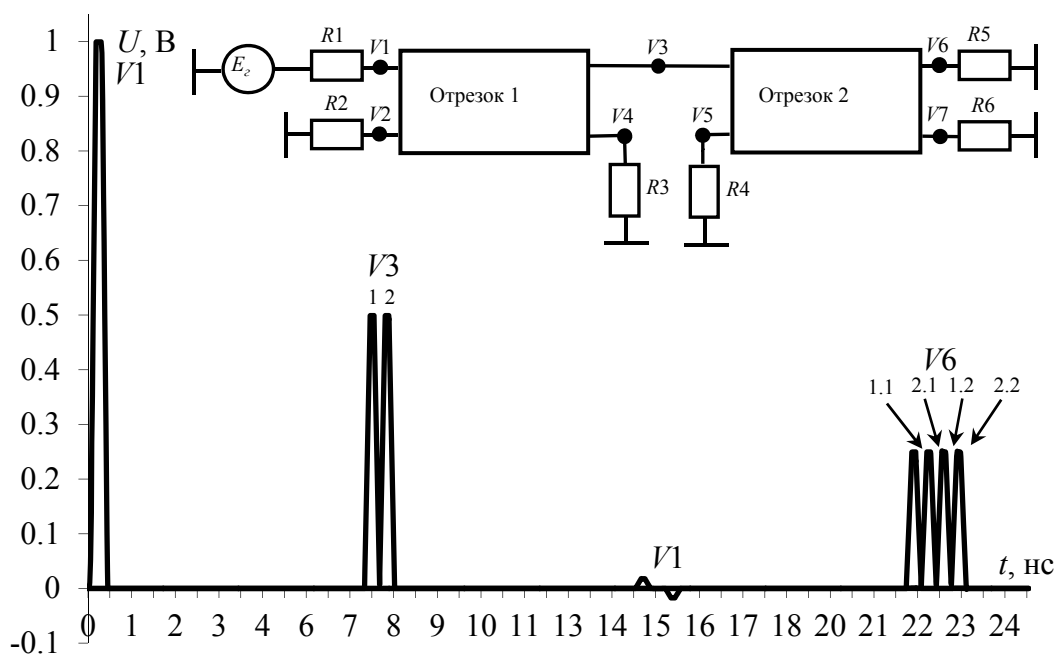 U, В
V1
Eг
R1
V1
R2
V2
Отрезок 1
V3
V4
R3
V5
R4
Отрезок 2
V6
R5
V7
R6
1
0.9
0.8
0.7
0.6
0.5
0.4
0.3
0.2
0.1
0
-0.1
V3
1 2
V1
V6
1.1 2.1 1.2 2.2
t, нс
0 1 2 3 4 5 6 7 8 9 10 11 12 13 14 15 16 17 18 19 20 21 22 23 24